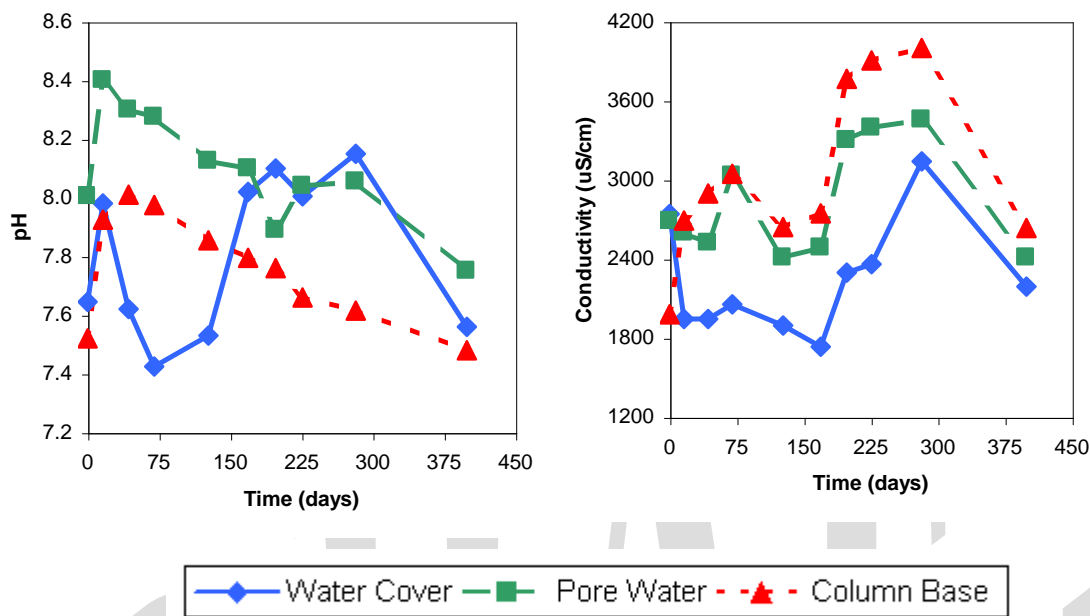 8.6
8.4
8.2
8.0
7.8
7.6
7.4
7.2
pH
0 75 150 225 300 375 450
Time (days)
4200
3600
3000
2400
1800
1200
Conductivity (uS/cm)
0 75 150 225 300 375 450
Time (days)
Water Cover Pore Water Column Base